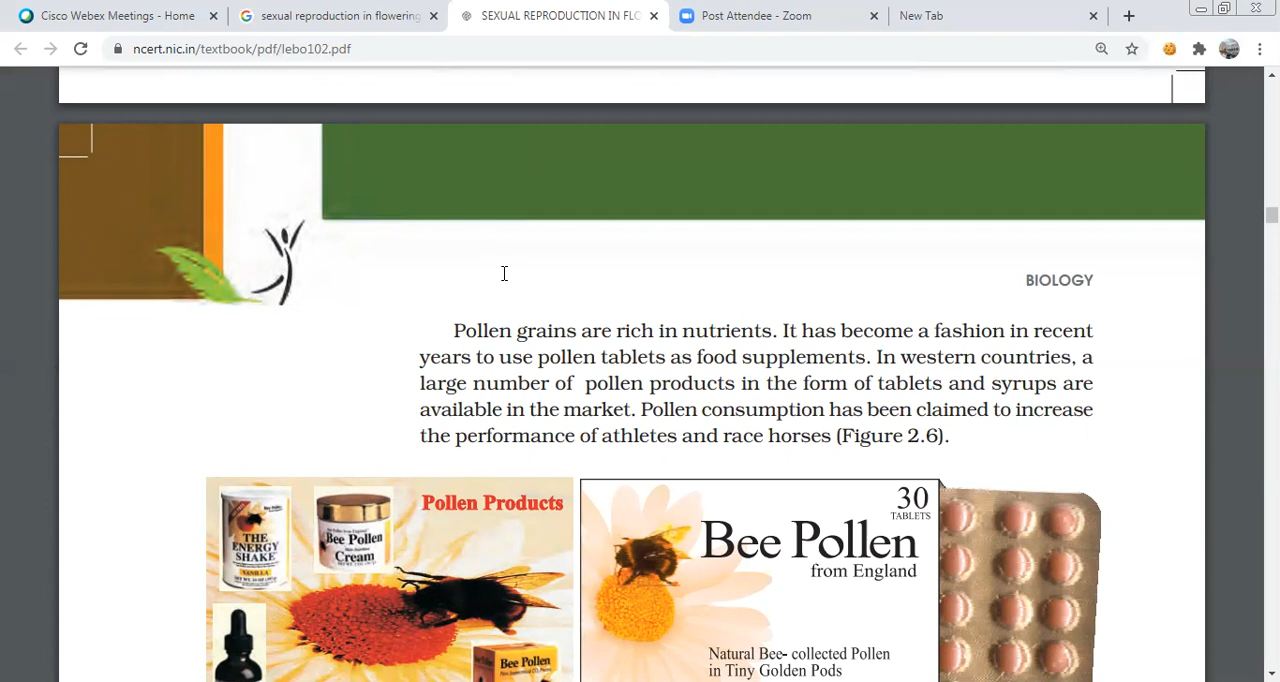 Cisco Webex Meetings - Home
sexual reproduction in flowering
SEXUAL REPRODUCTION IN FLO
Post Attendee - Zoom
New Tab
ncert.nic.in/textbook/pdf/lebo102.pdf
BIOLOGY
Pollen grains are rich in nutrients. It has become a fashion in recent
years to use pollen tablets as food supplements. In western countries, a
large number of pollen products in the form of tablets and syrups are
available in the market. Pollen consumption has been claimed to increase
the performance of athletes and race horses (Figure 2.6).
Pollen Products
THE
ENERGY
SHAKE
VANILLA
Bee Pollen
Cream
Bee Pollen
30
TABLETS
Bee Pollen
from England
Natural Bee- collected Pollen
in Tiny Golden Pods